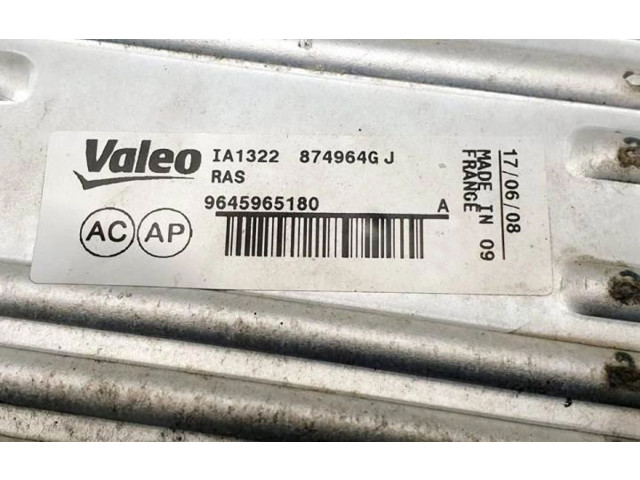 Valeo IA1322 874964G J
RAS
9645965180 A
AC AP
17/06/08
MADE IN 09
FRANCE